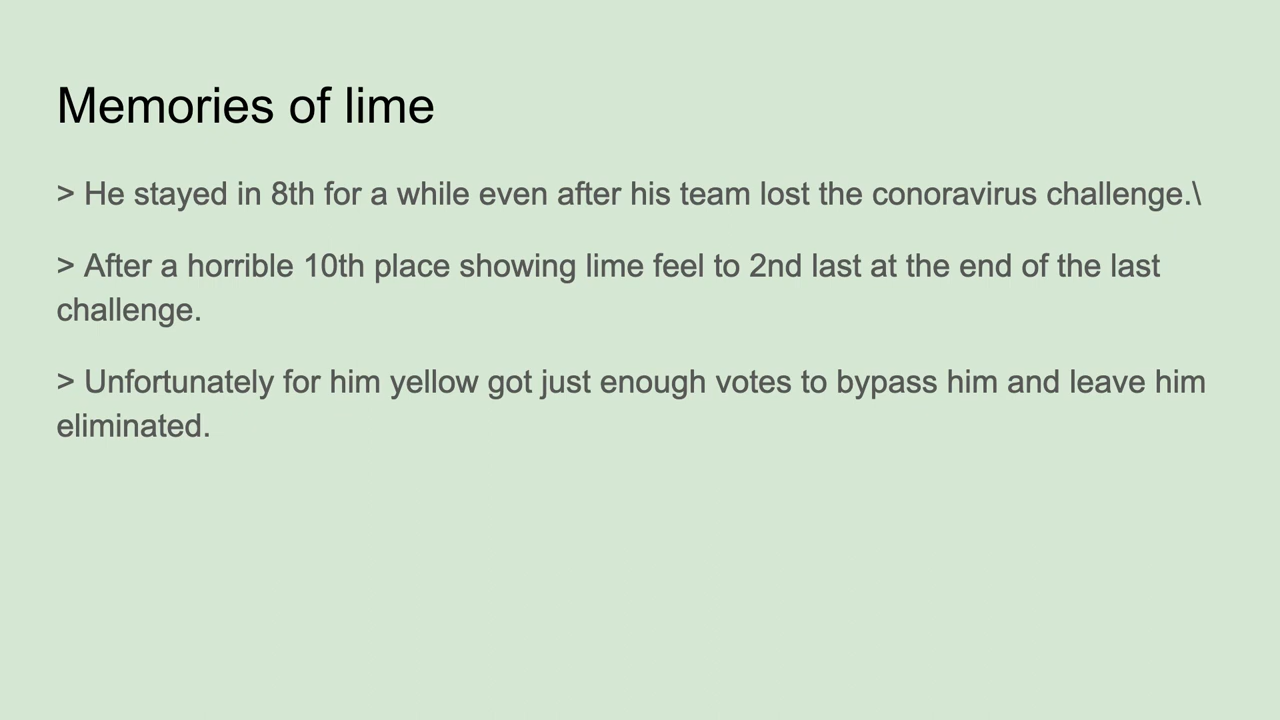 Memories of lime
> He stayed in 8th for a while even after his team lost the conoravirus challenge.\
> After a horrible 10th place showing lime feel to 2nd last at the end of the last
challenge.
> Unfortunately for him yellow got just enough votes to bypass him and leave him
eliminated.